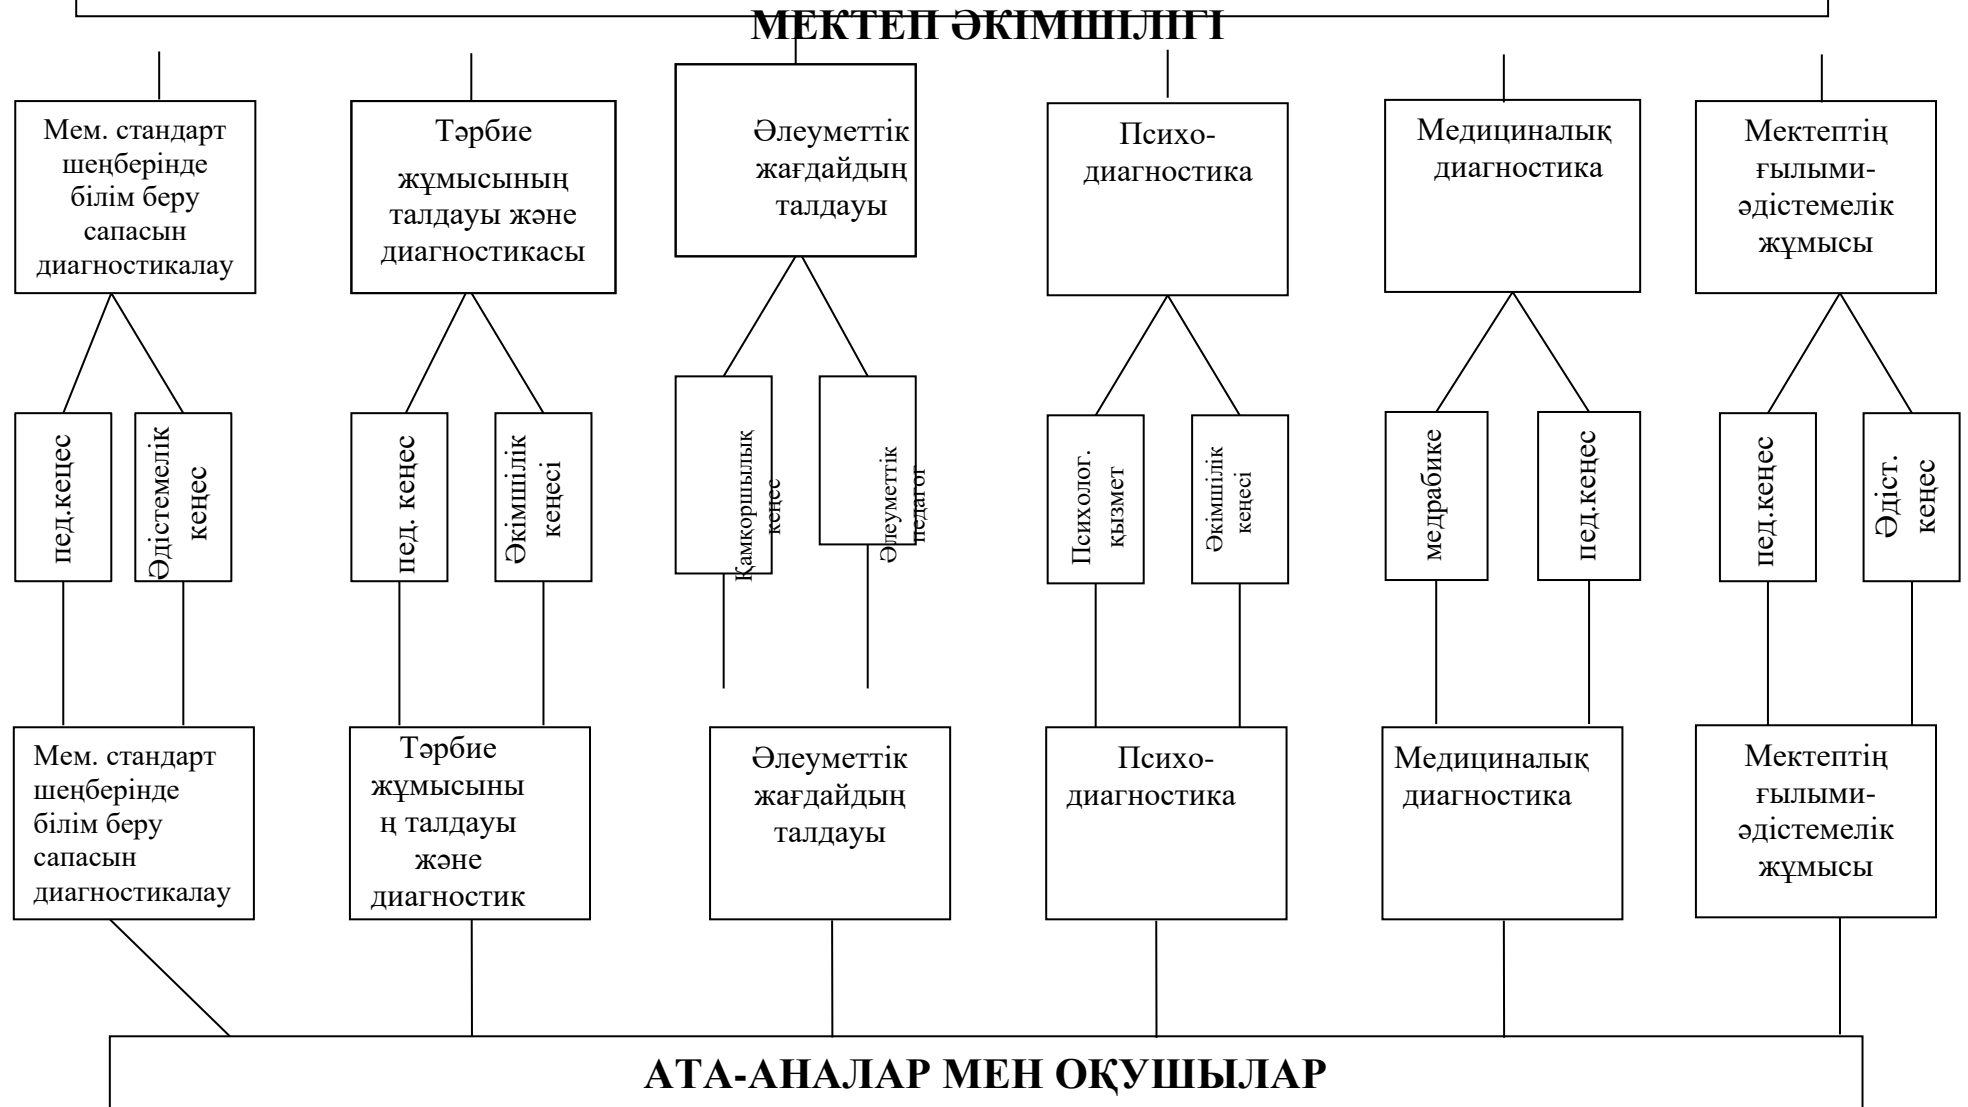 МЕКТЕП ӘКІМШІЛІГІ
Мем. стандарт
шеңберінде
білім беру
сапасын
диагностикалау
Тәрбие
жұмысының
талдауы және
диагностикасы
Әлеуметтік
жағдайдың
талдауы
Психо-
диагностика
Медициналық
диагностика
Мектептің
ғылыми-
әдістемелік
жұмысы
пед.кеңес
Әдістемелік
кеңес
пед. кеңес
Әкімшілік
кеңесі
Қамқоршылық
кеңес
Әлеуметтік
педагог
Психолог.
қызмет
Әкімшілік
кеңесі
медрабике
пед.кеңес
пед.кеңес
Әдіст.
кеңес
Мем. стандарт
шеңберінде
білім беру
сапасын
диагностикалау
Тәрбие
жұмысыны
ң талдауы
және
диагностик
Әлеуметтік
жағдайдың
талдауы
Психо-
диагностика
Медициналық
диагностика
Мектептің
ғылыми-
әдістемелік
жұмысы
АТА-АНАЛАР МЕН ОҚУШЫЛАР